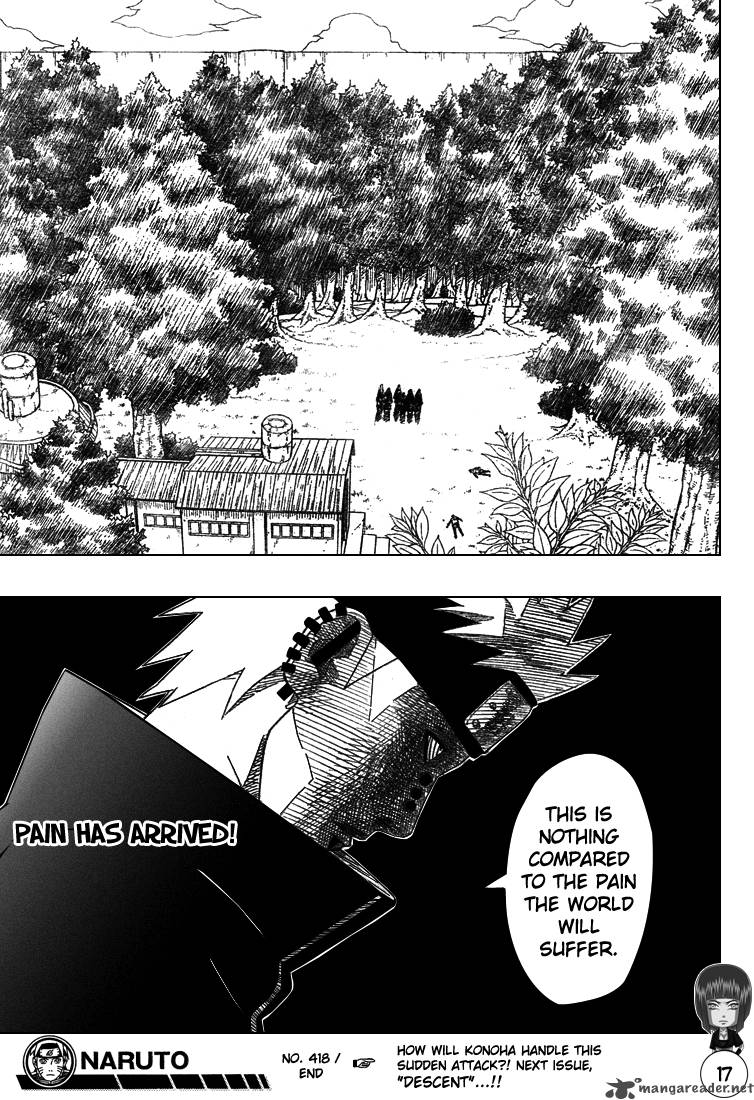 PAIN HAS ARRIVED!
THIS IS
NOTHING
COMPARED
TO THE PAIN
THE WORLD
WILL
SUFFER.
NARUTO
NO. 418 /
END
HOW WILL KONOHA HANDLE THIS
SUDDEN ATTACK?! NEXT ISSUE,
"DESCENT"...!!
17
mangareader.net